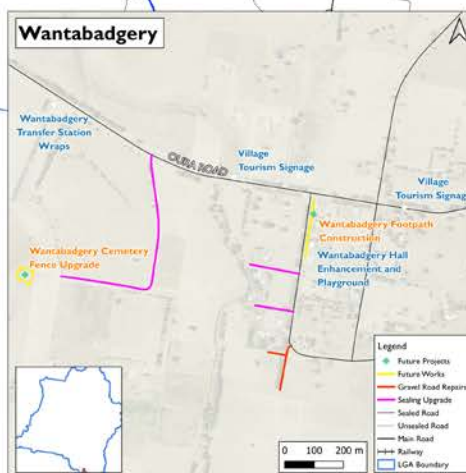 Wantabadgery
Wantabadgery
Transfer Station
Wraps
OURA ROAD
Village
Tourism Signage
Village
Tourism Signage
Wantabadgery Footpath
Construction
Wantabadgery Hall
Enhancement and
Playground
Wantabadgery Cemetery
Fence Upgrade
Legend
Future Projects
Future Works
Gravel Road Repairs
Sealing Upgrade
Sealed Road
Unsealed Road
Main Road
Railway
LGA Boundary
0 100 200 m